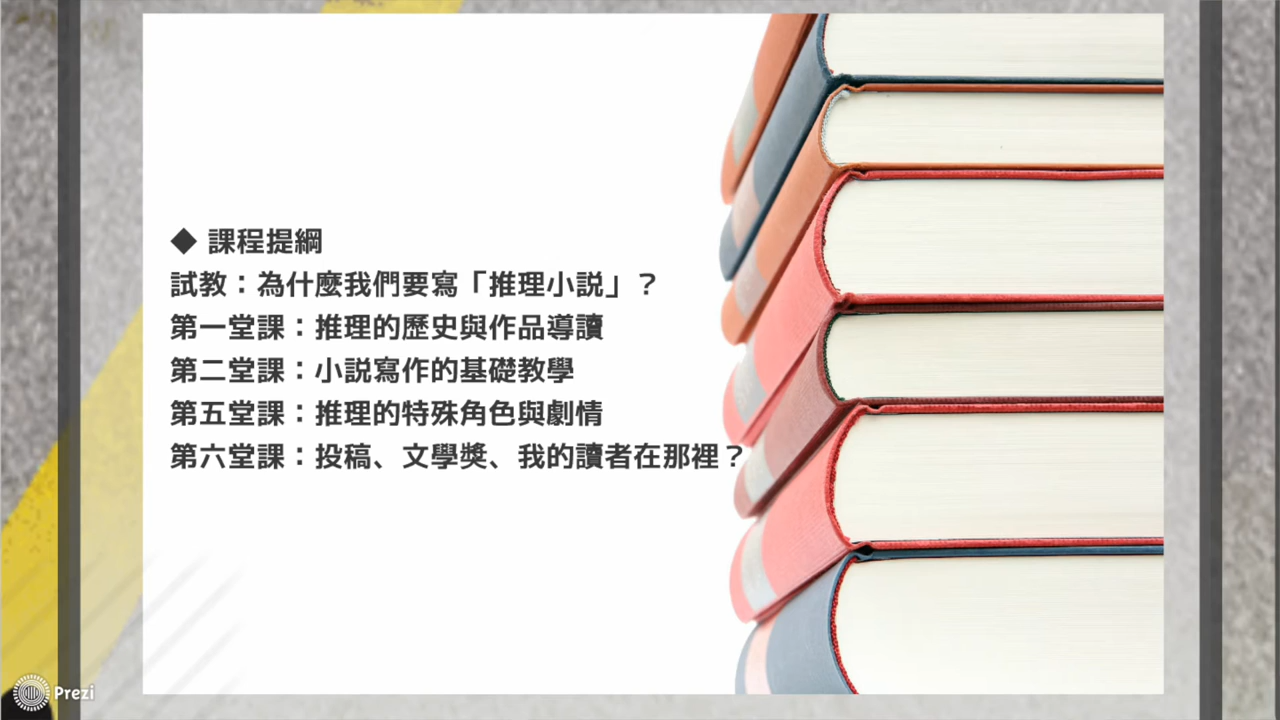 ◆ 課程提綱
試教：為什麼我們要寫「推理小説」？
第一堂課：推理的歷史與作品導讀
第二堂課：小説寫作的基礎教學
第五堂課：推理的特殊角色與劇情
第六堂課：投稿、文學獎、我的讀者在那裡？
Prezi